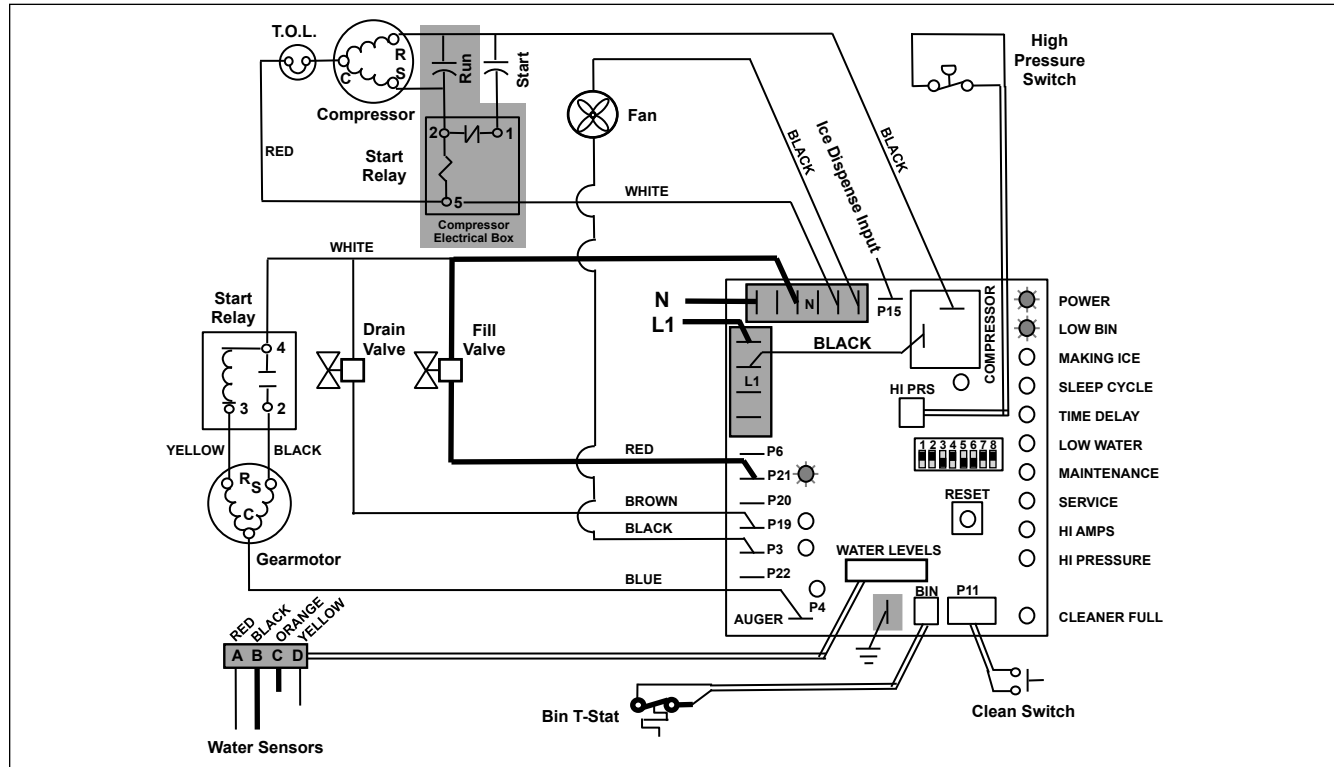 T.O.L.
R
S
C
Compressor
Run
Start
RED
2
1
Start
Relay
5
Compressor
Electrical Box
WHITE
Fan
BLACK
Ice Dispense Input
BLACK
High
Pressure
Switch
WHITE
Start
Relay
4
3
2
YELLOW
BLACK
R
S
C
Gearmotor
Drain
Valve
Fill
Valve
N
L1
N
P15
BLACK
L1
COMPRESSOR
HI PRS
POWER
LOW BIN
MAKING ICE
SLEEP CYCLE
TIME DELAY
LOW WATER
MAINTENANCE
SERVICE
HI AMPS
HI PRESSURE
CLEANER FULL
1 2 3 4 5 6 7 8
RESET
RED
BROWN
BLACK
BLUE
P6
P21
P20
P19
P3
P22
P4
AUGER
WATER LEVELS
BIN
P11
RED
BLACK
ORANGE
YELLOW
A B C D
Water Sensors
Bin T-Stat
Clean Switch